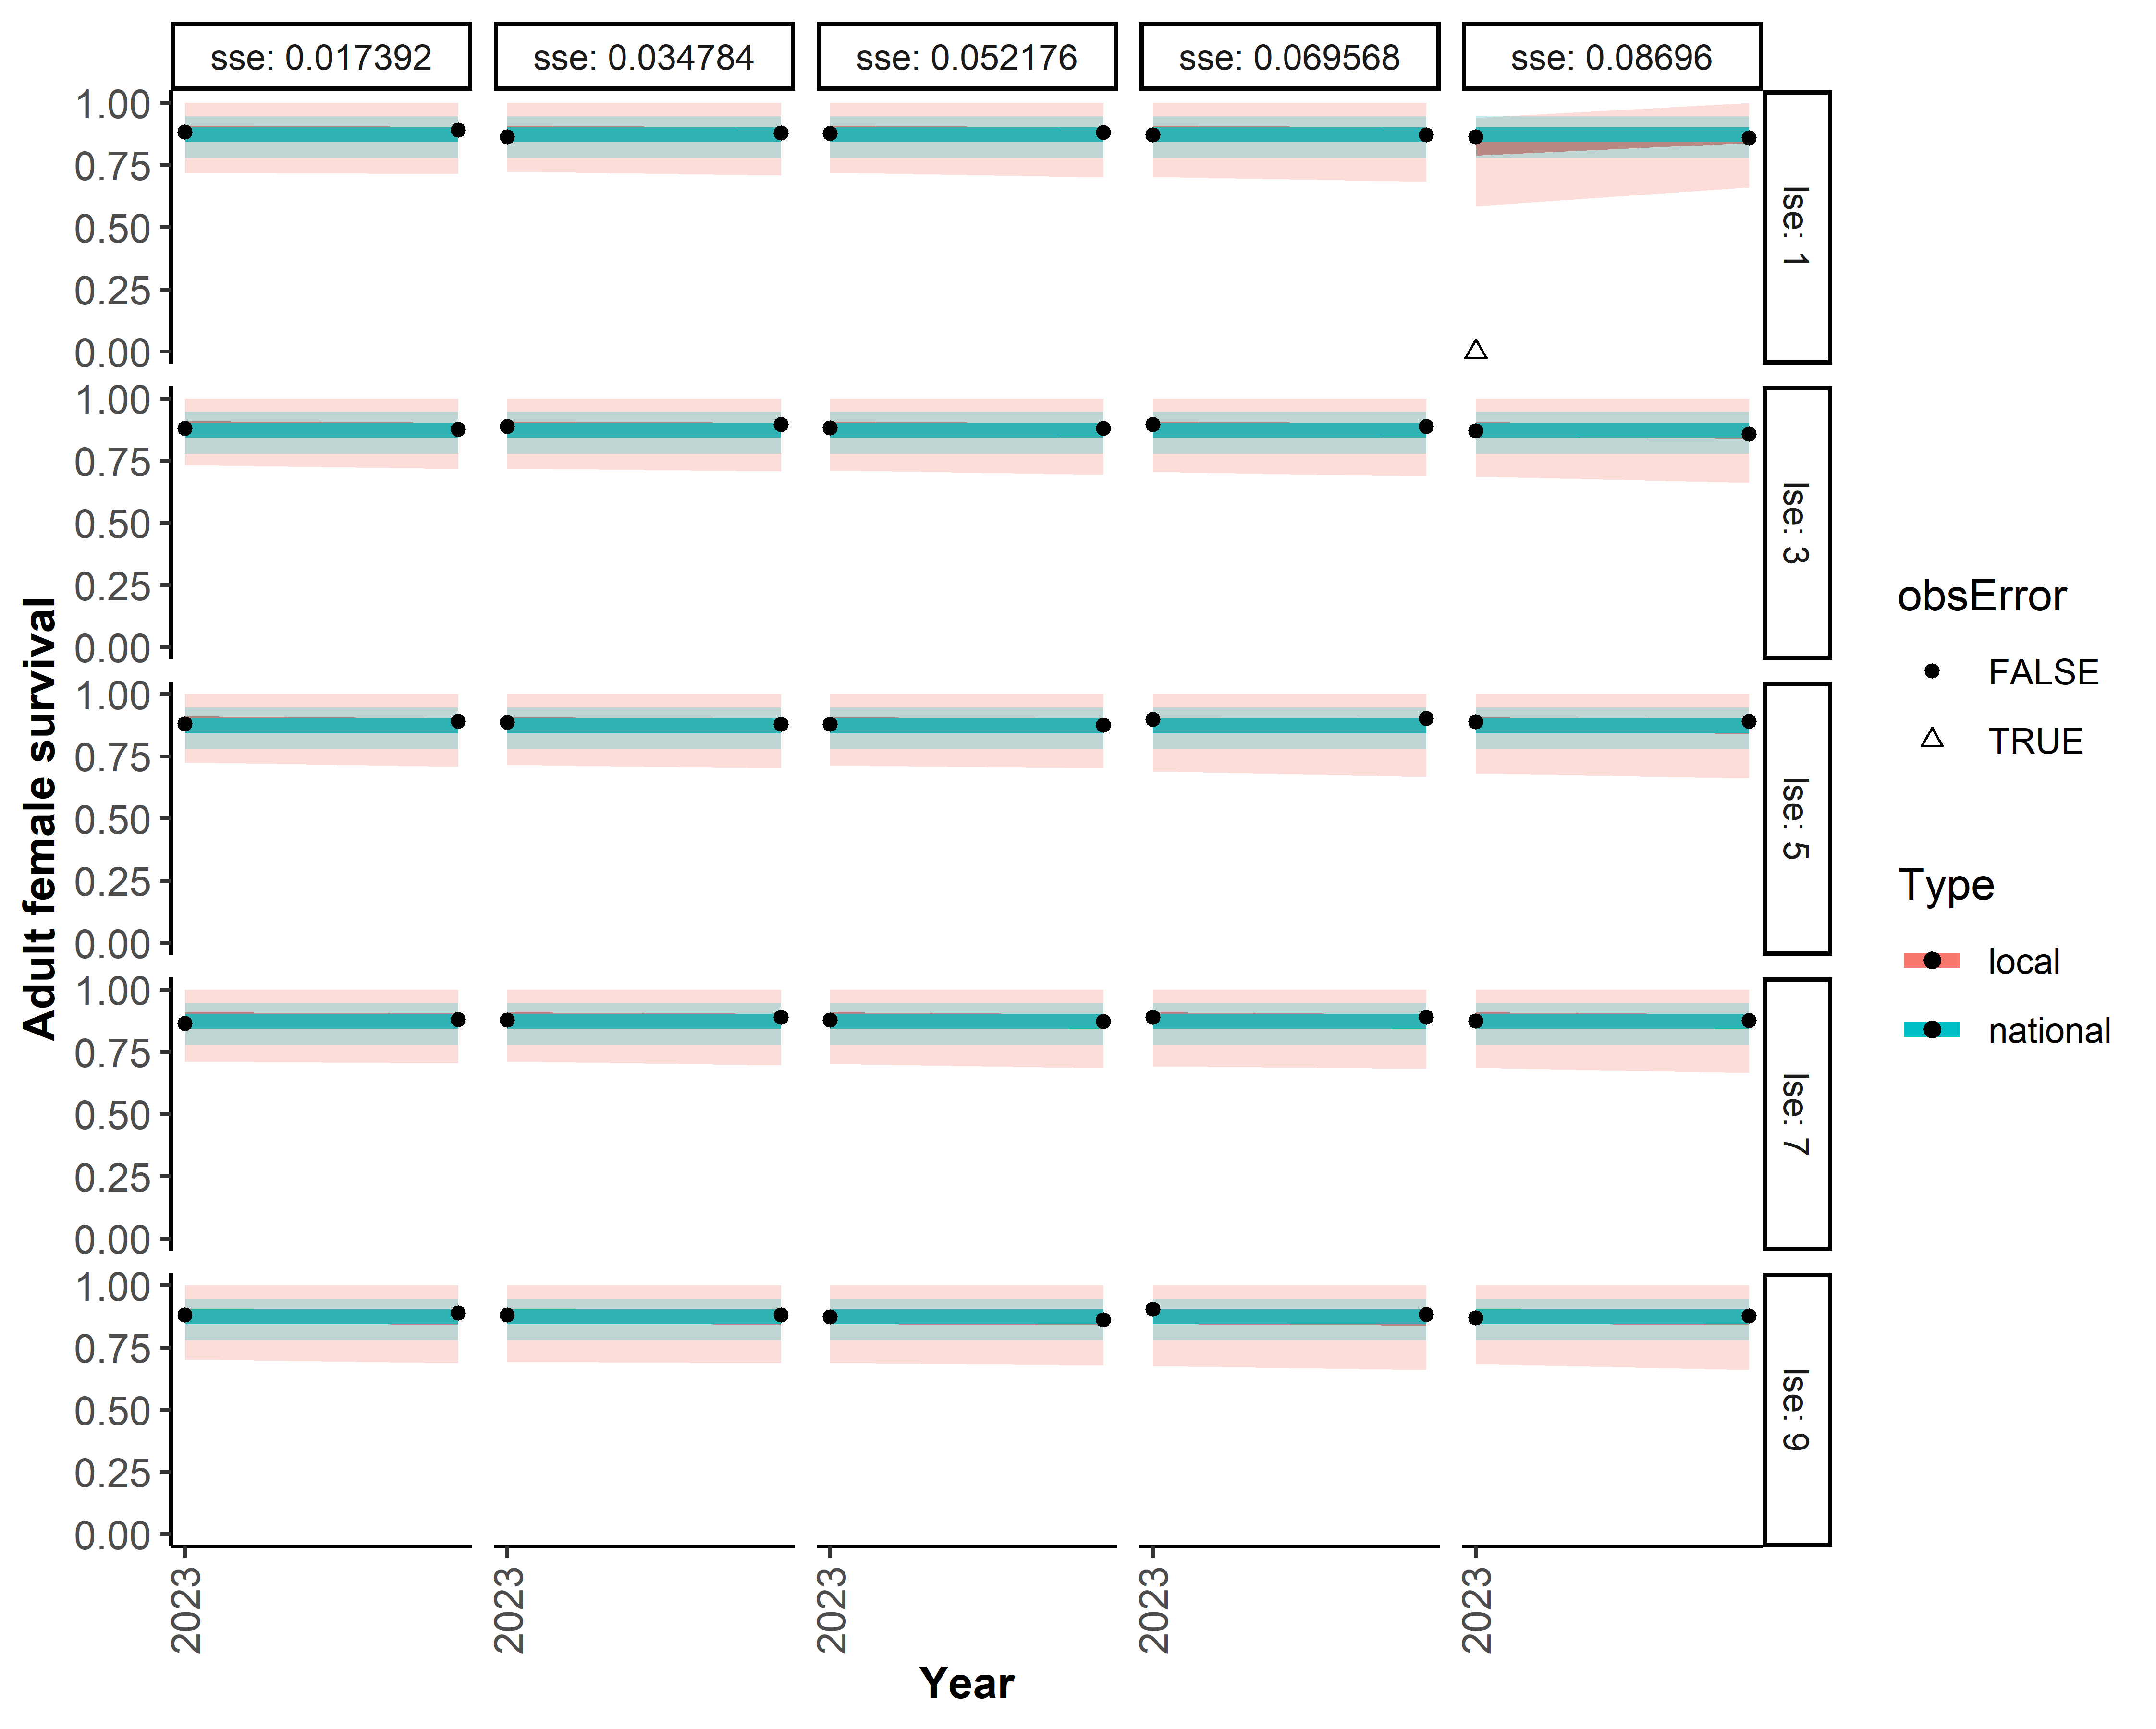 sse: 0.017392
sse: 0.034784
sse: 0.052176
sse: 0.069568
sse: 0.08696
1.00
0.75
0.50
0.25
0.00
lse: 1
1.00
0.75
0.50
0.25
0.00
lse: 3
1.00
0.75
0.50
0.25
0.00
lse: 5
1.00
0.75
0.50
0.25
0.00
lse: 7
1.00
0.75
0.50
0.25
0.00
lse: 9
Adult female survival
2023
2023
2023
2023
2023
Year
obsError
FALSE
TRUE
Type
local
national